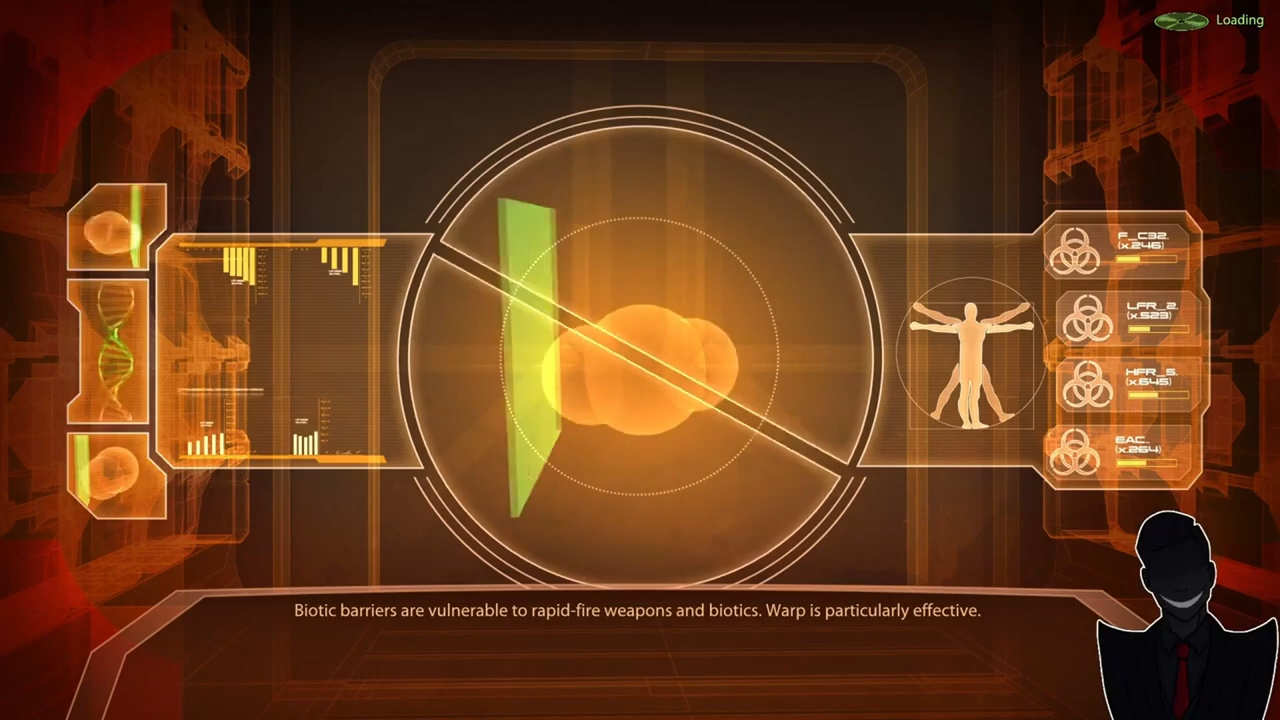 Loading
F_C32.
(x.246)
LFR_2.
(x.523)
HFR_5.
(x.645)
EAC_
(x.264)
Biotic barriers are vulnerable to rapid-fire weapons and biotics. Warp is particularly effective.